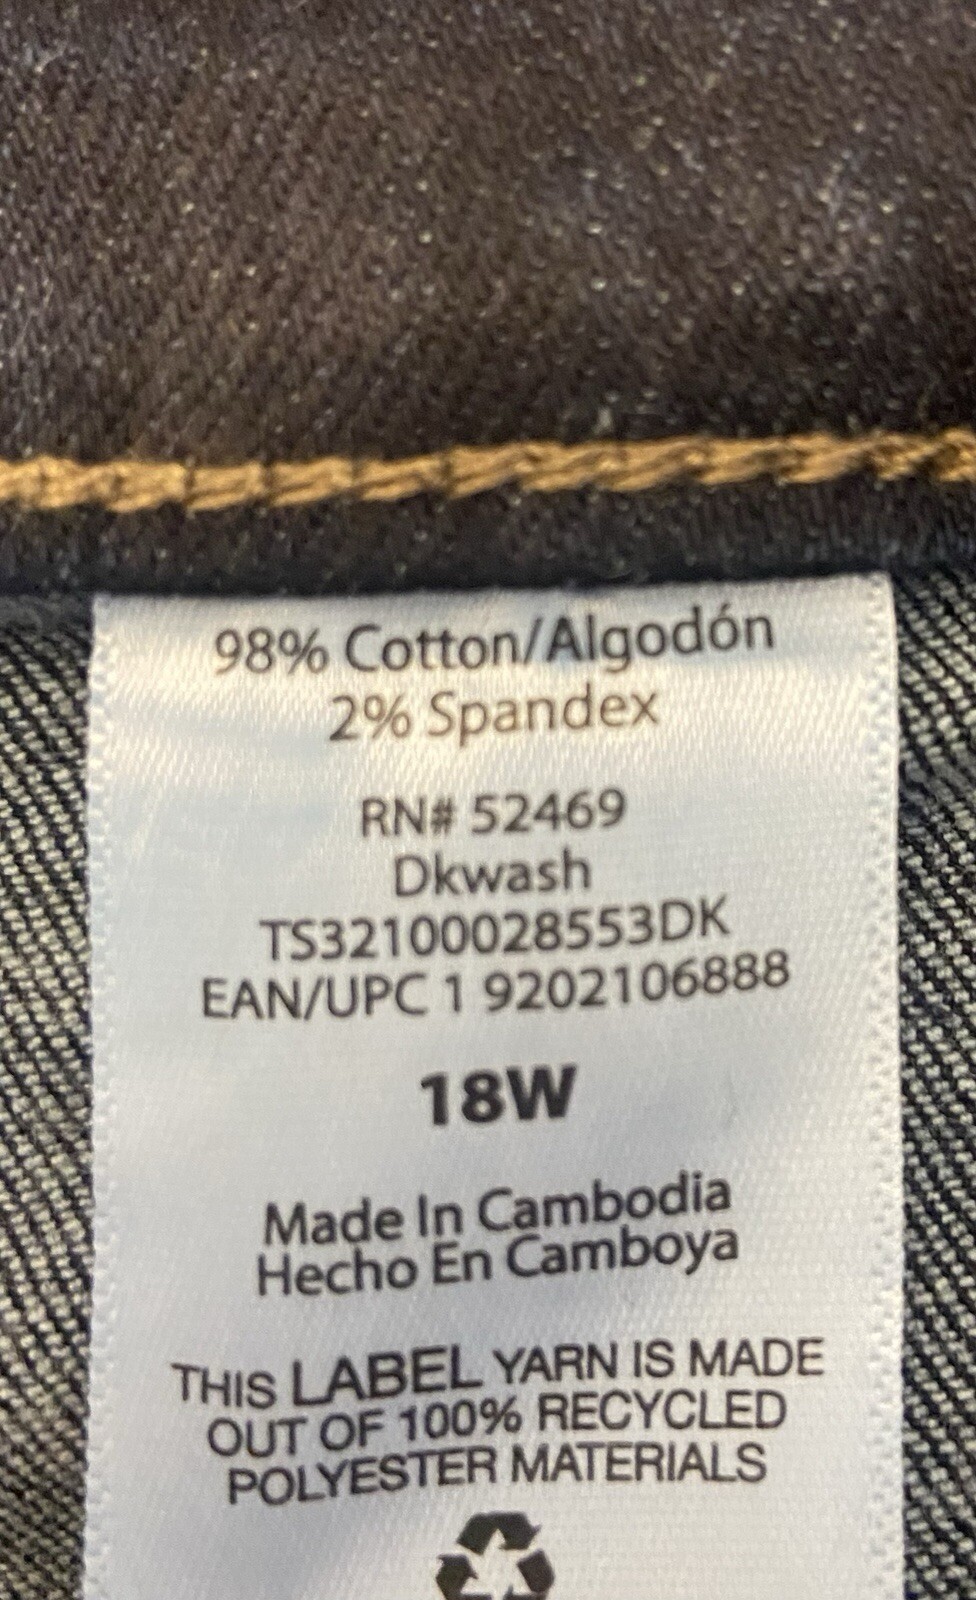 98% Cotton/Algodón
2% Spandex
RN# 52469
Dkwash
TS32100028553DK
EAN/UPC 1 9202106888
18W
Made In Cambodia
Hecho En Camboya
THIS LABEL YARN IS MADE
OUT OF 100% RECYCLED
POLYESTER MATERIALS